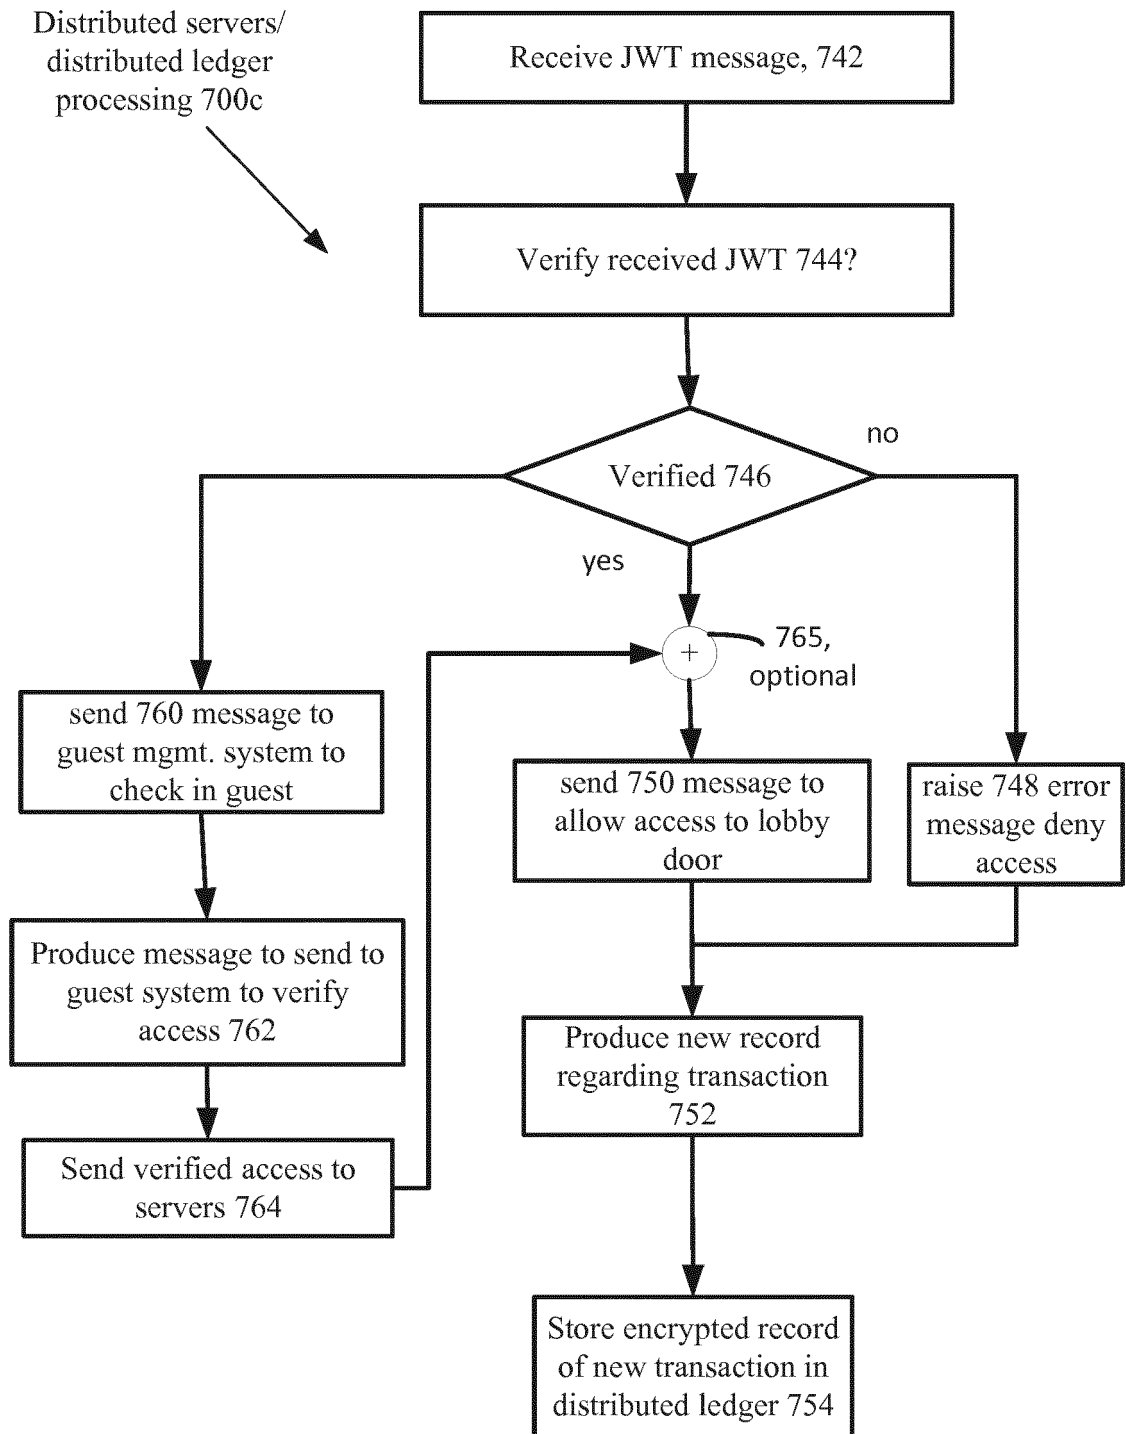 Distributed servers/
distributed ledger
processing 700c
Receive JWT message, 742
Verify received JWT 744?
no
Verified 746
yes
765,
optional
+
send 760 message to
guest mgmt. system to
check in guest
send 750 message to
allow access to lobby
door
raise 748 error
message deny
access
Produce message to send to
guest system to verify
access 762
Produce new record
regarding transaction
752
Send verified access to
servers 764
Store encrypted record
of new transaction in
distributed ledger 754